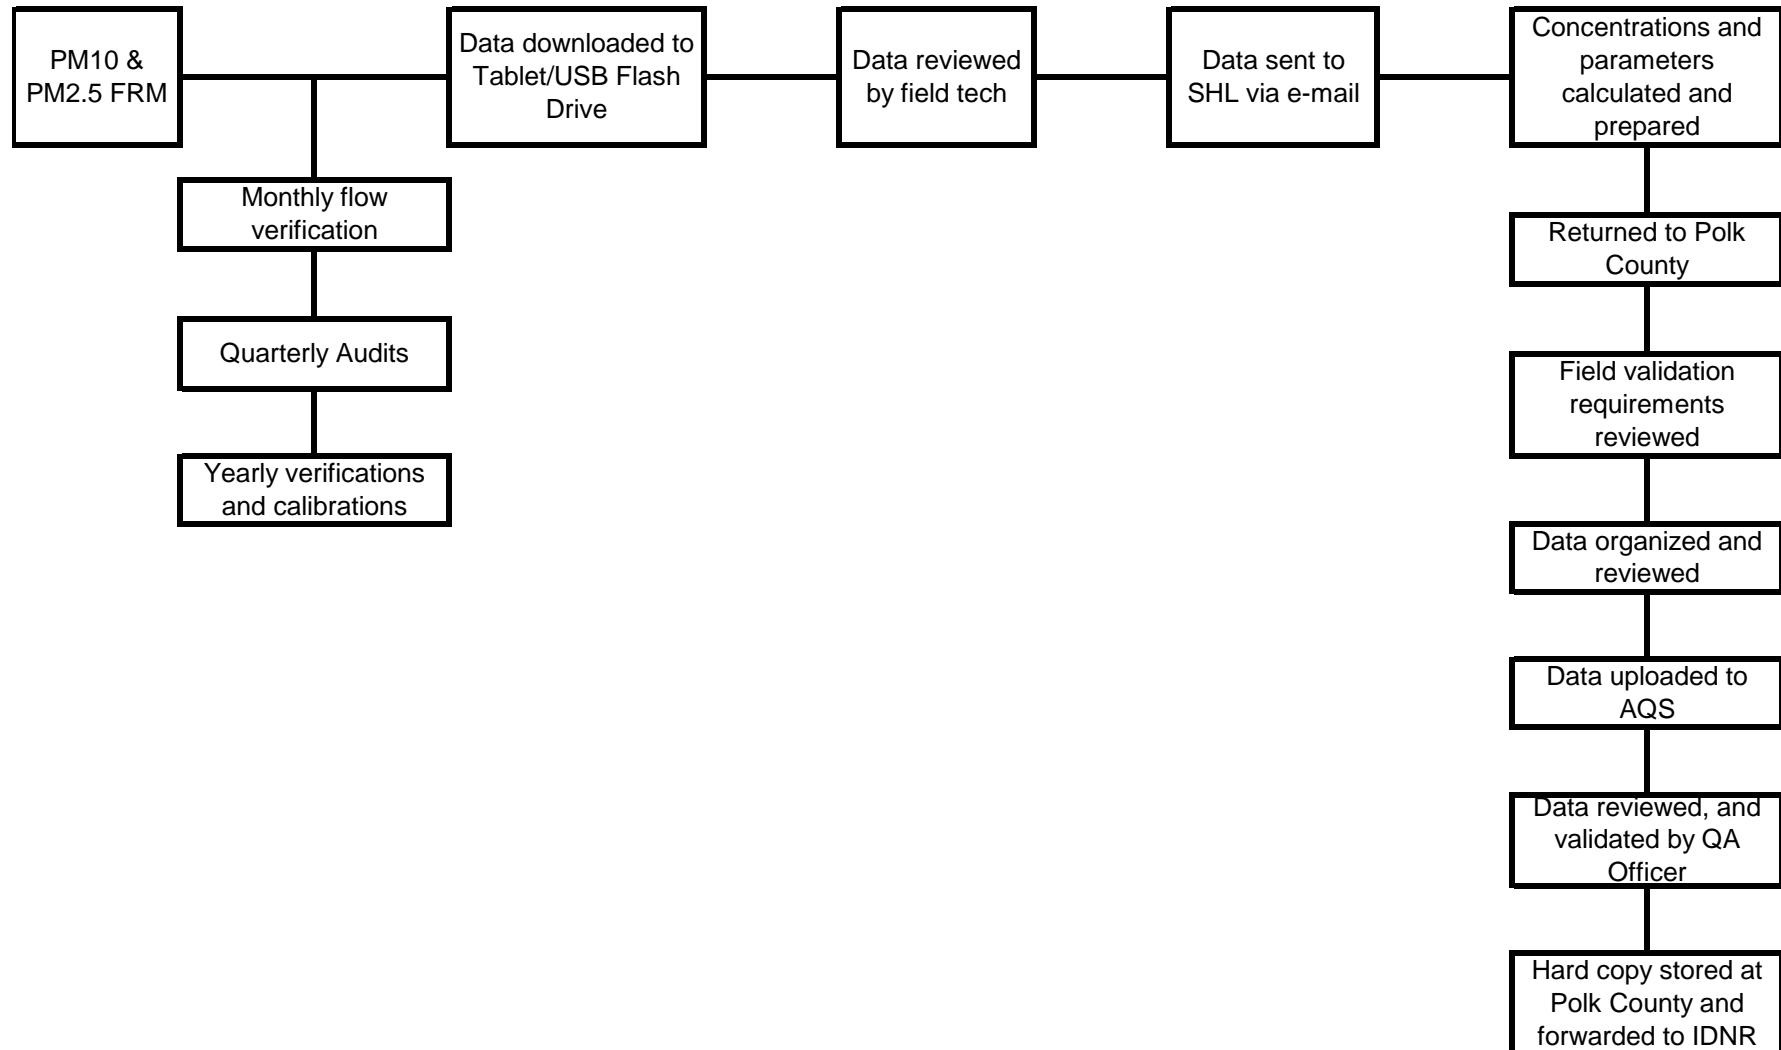 PM10 &
PM2.5 FRM
Data downloaded to
Tablet/USB Flash
Drive
Data reviewed
by field tech
Data sent to
SHL via e-mail
Concentrations and
parameters
calculated and
prepared
Monthly flow
verification
Quarterly Audits
Yearly verifications
and calibrations
Returned to Polk
County
Field validation
requirements
reviewed
Data organized and
reviewed
Data uploaded to
AQS
Data reviewed, and
validated by QA
Officer
Hard copy stored at
Polk County and
forwarded to IDNR